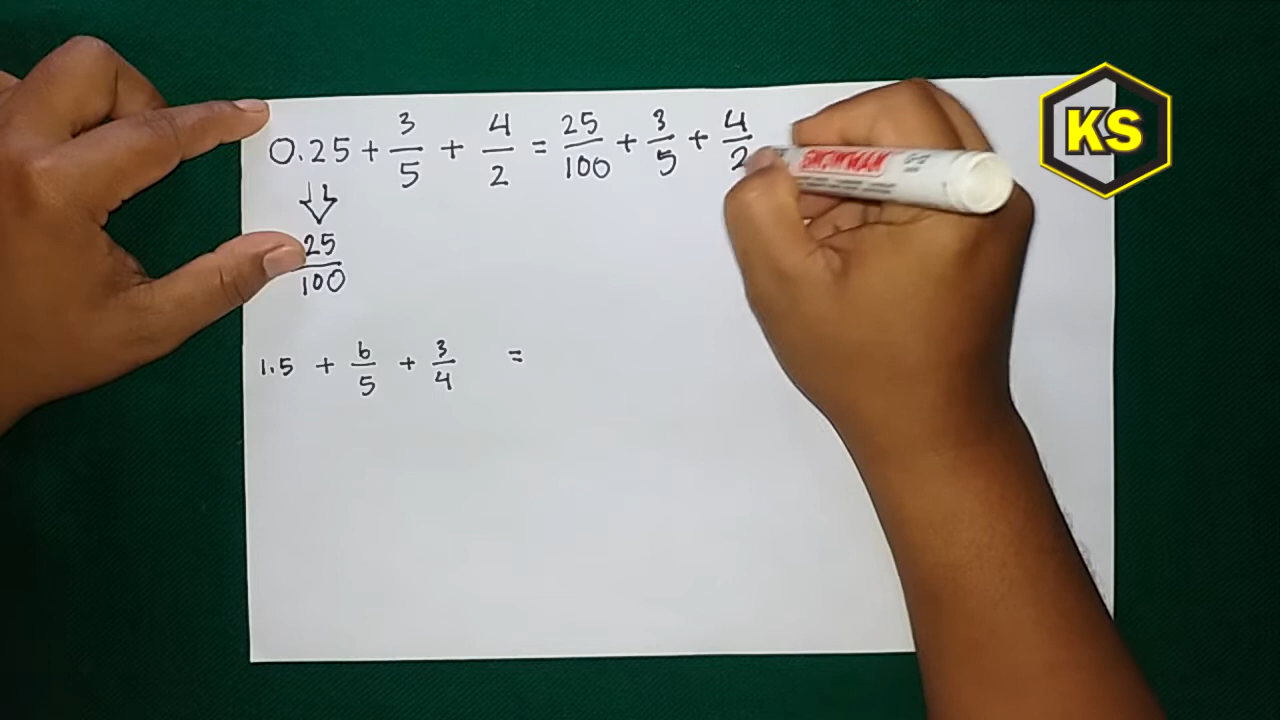 0.25 + 3/5 + 4/2 = 25/100 + 3/5 + 4/2
25/100
1.5 + 6/5 + 3/4 =
SNOWMAN
KS